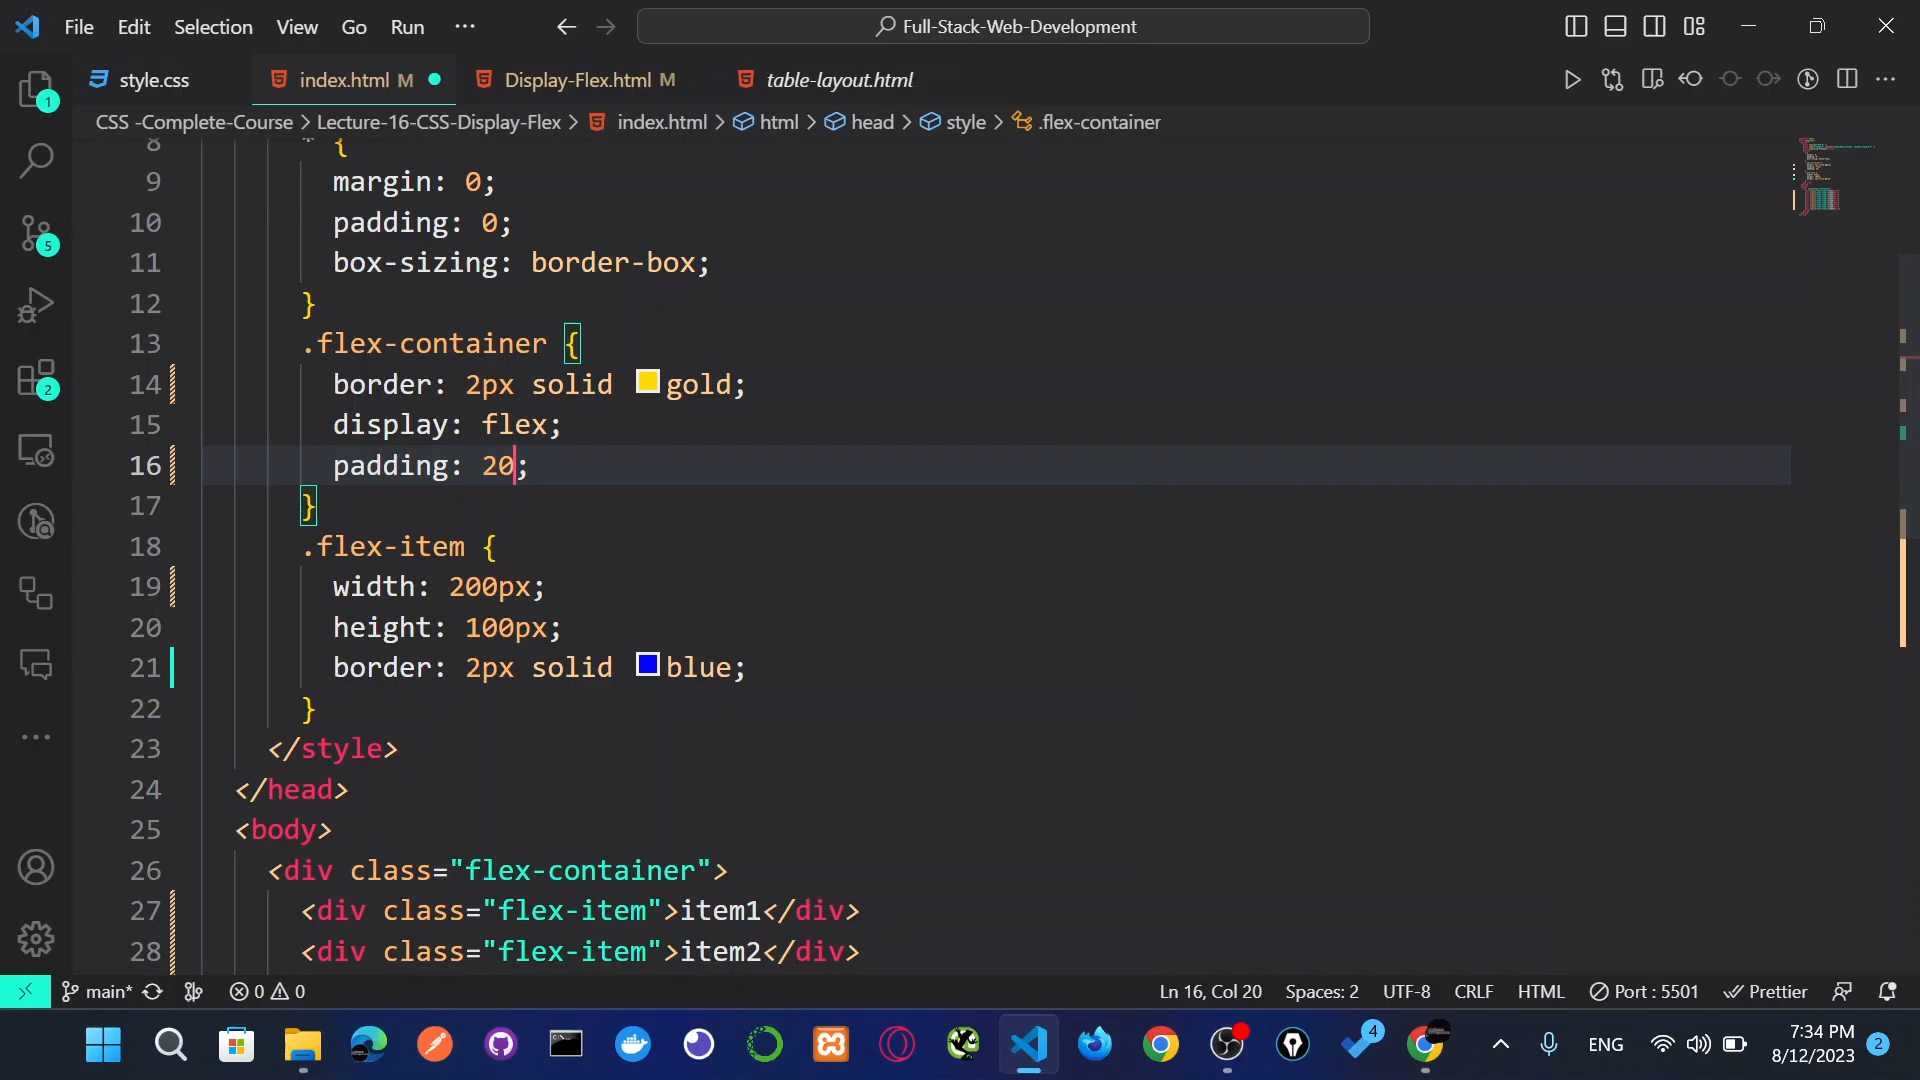 File Edit Selection View Go Run ··· Full-Stack-Web-Development
style.css index.html M Display-Flex.html M table-layout.html
CSS -Complete-Course > Lecture-16-CSS-Display-Flex > index.html > html > head > style > .flex-container
8 * {
9 margin: 0;
10 padding: 0;
11 box-sizing: border-box;
12 }
13 .flex-container {
14 border: 2px solid gold;
15 display: flex;
16 padding: 20;
17 }
18 .flex-item {
19 width: 200px;
20 height: 100px;
21 border: 2px solid blue;
22 }
23 </style>
24 </head>
25 <body>
26 <div class="flex-container">
27 <div class="flex-item">item1</div>
28 <div class="flex-item">item2</div>
1
5
2
main* 0 0 Ln 16, Col 20 Spaces: 2 UTF-8 CRLF HTML Port : 5501 Prettier
4 ENG 7:34 PM 2
8/12/2023